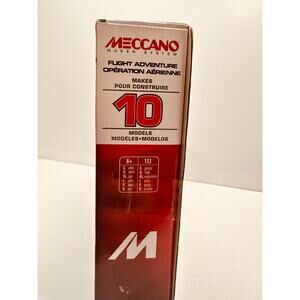 MECCANO
MAKER SYSTEM
FLIGHT ADVENTURE
OPÉRATION AÉRIENNE
MAKES
POUR CONSTRUIRE
10
MODELS
MODÈLES•MODELOS
8+ 153
M